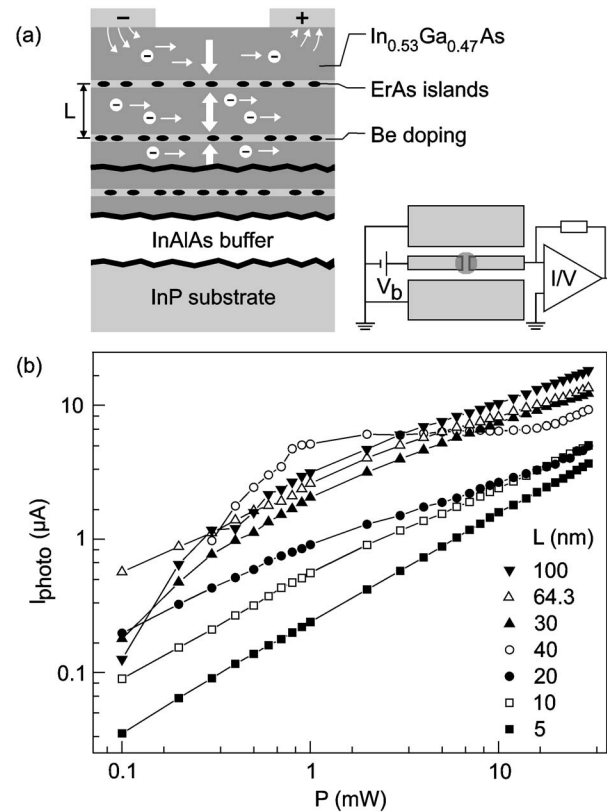 (a)
− +
In0.53Ga0.47As
ErAs islands
L
Be doping
InAlAs buffer
InP substrate
Vb
I/V
(b)
Iphoto (μA)
10
1
0.1
L (nm)
100
64.3
30
40
20
10
5
0.1 1 10
P (mW)